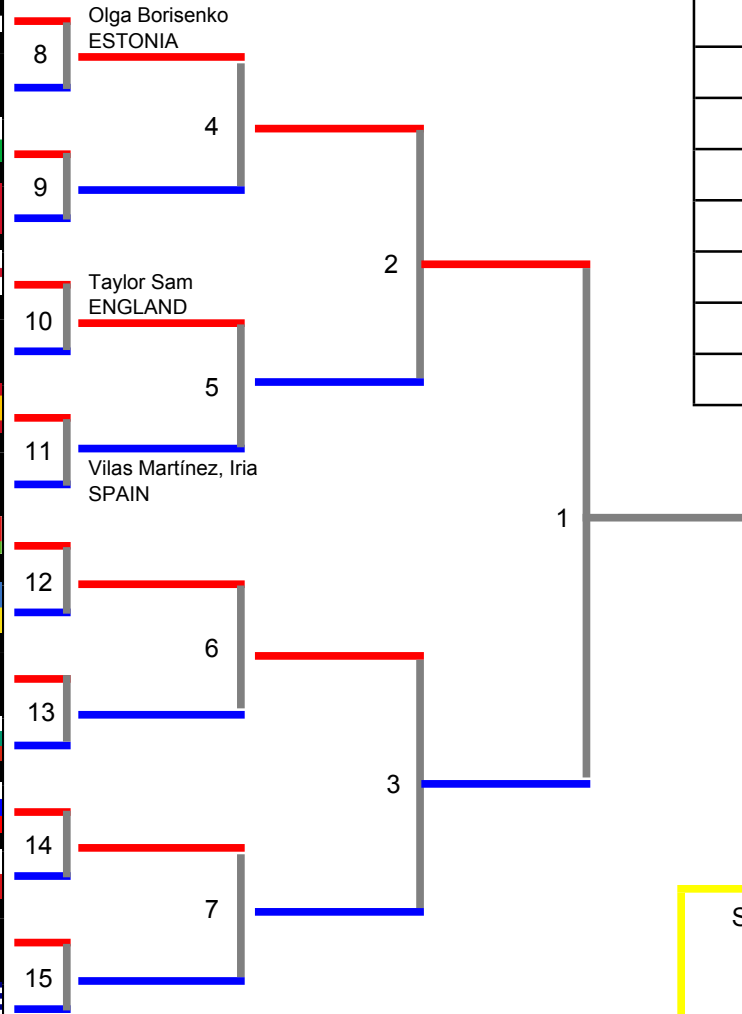 Olga Borisenko
ESTONIA
8
4
9
2
Taylor Sam
ENGLAND
10
5
11
Vilas Martínez, Iria
SPAIN
1
12
6
13
3
14
7
S
15